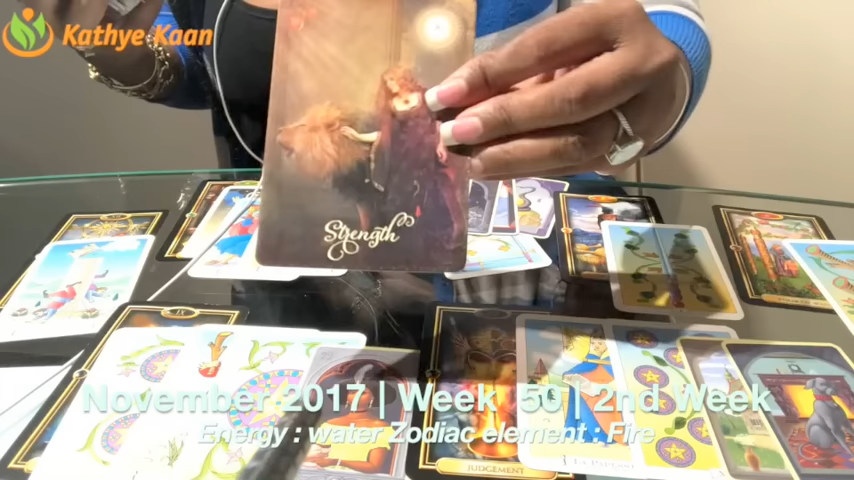 Kathye Kaan
Strength
November 2017 | Week 50 | 2nd Week
Energy : water Zodiac element : Fire
JUDGEMENT